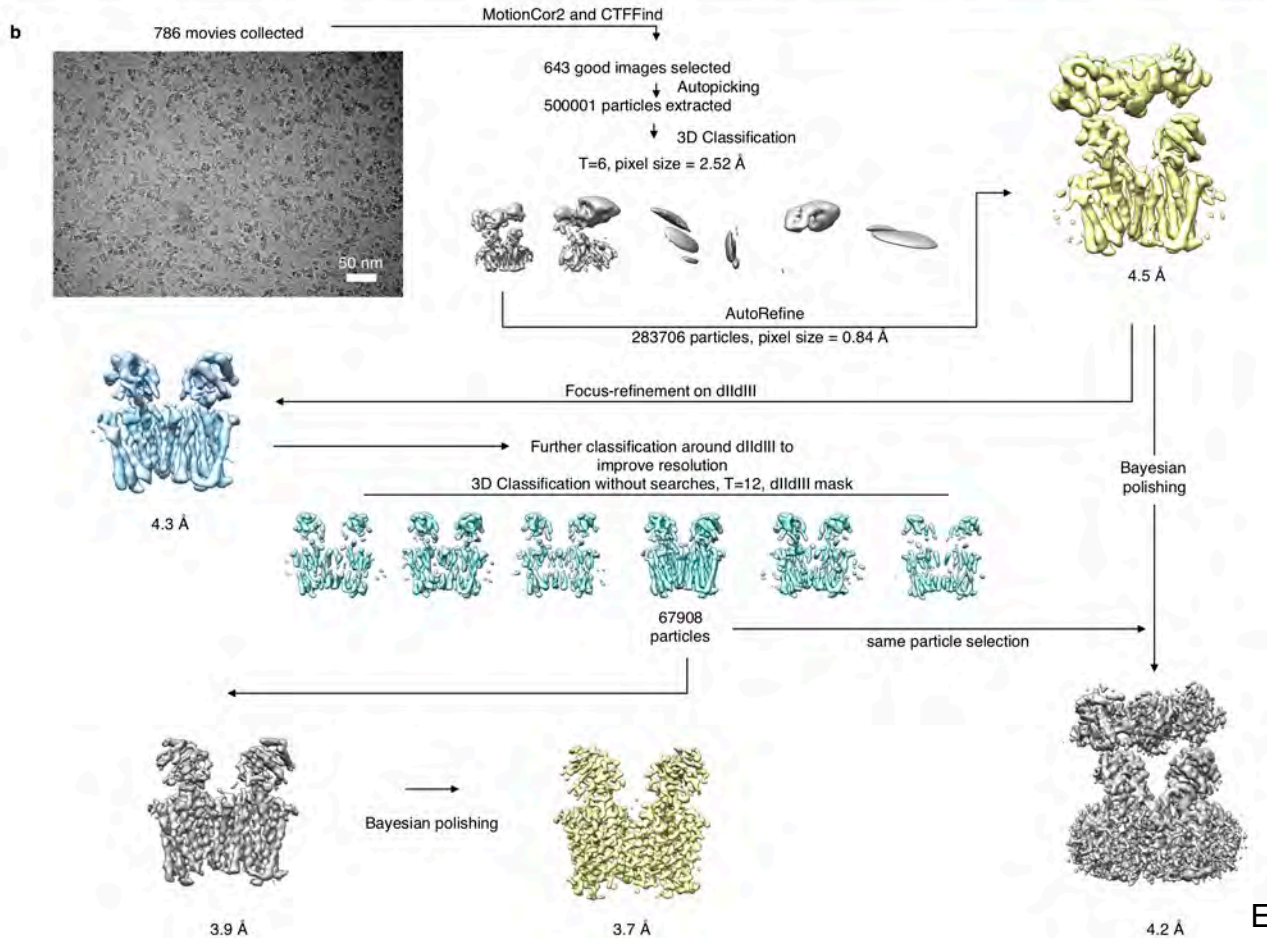 b
786 movies collected
MotionCor2 and CTFFind
50 nm
643 good images selected
Autopicking
500001 particles extracted
3D Classification
T=6, pixel size = 2.52 Å
AutoRefine
283706 particles, pixel size = 0.84 Å
4.5 Å
Focus-refinement on dIIdIII
4.3 Å
Further classification around dIIdIII to
improve resolution
3D Classification without searches, T=12, dIIdIII mask
Bayesian
polishing
67908
particles
same particle selection
Bayesian polishing
3.9 Å
3.7 Å
4.2 Å
E